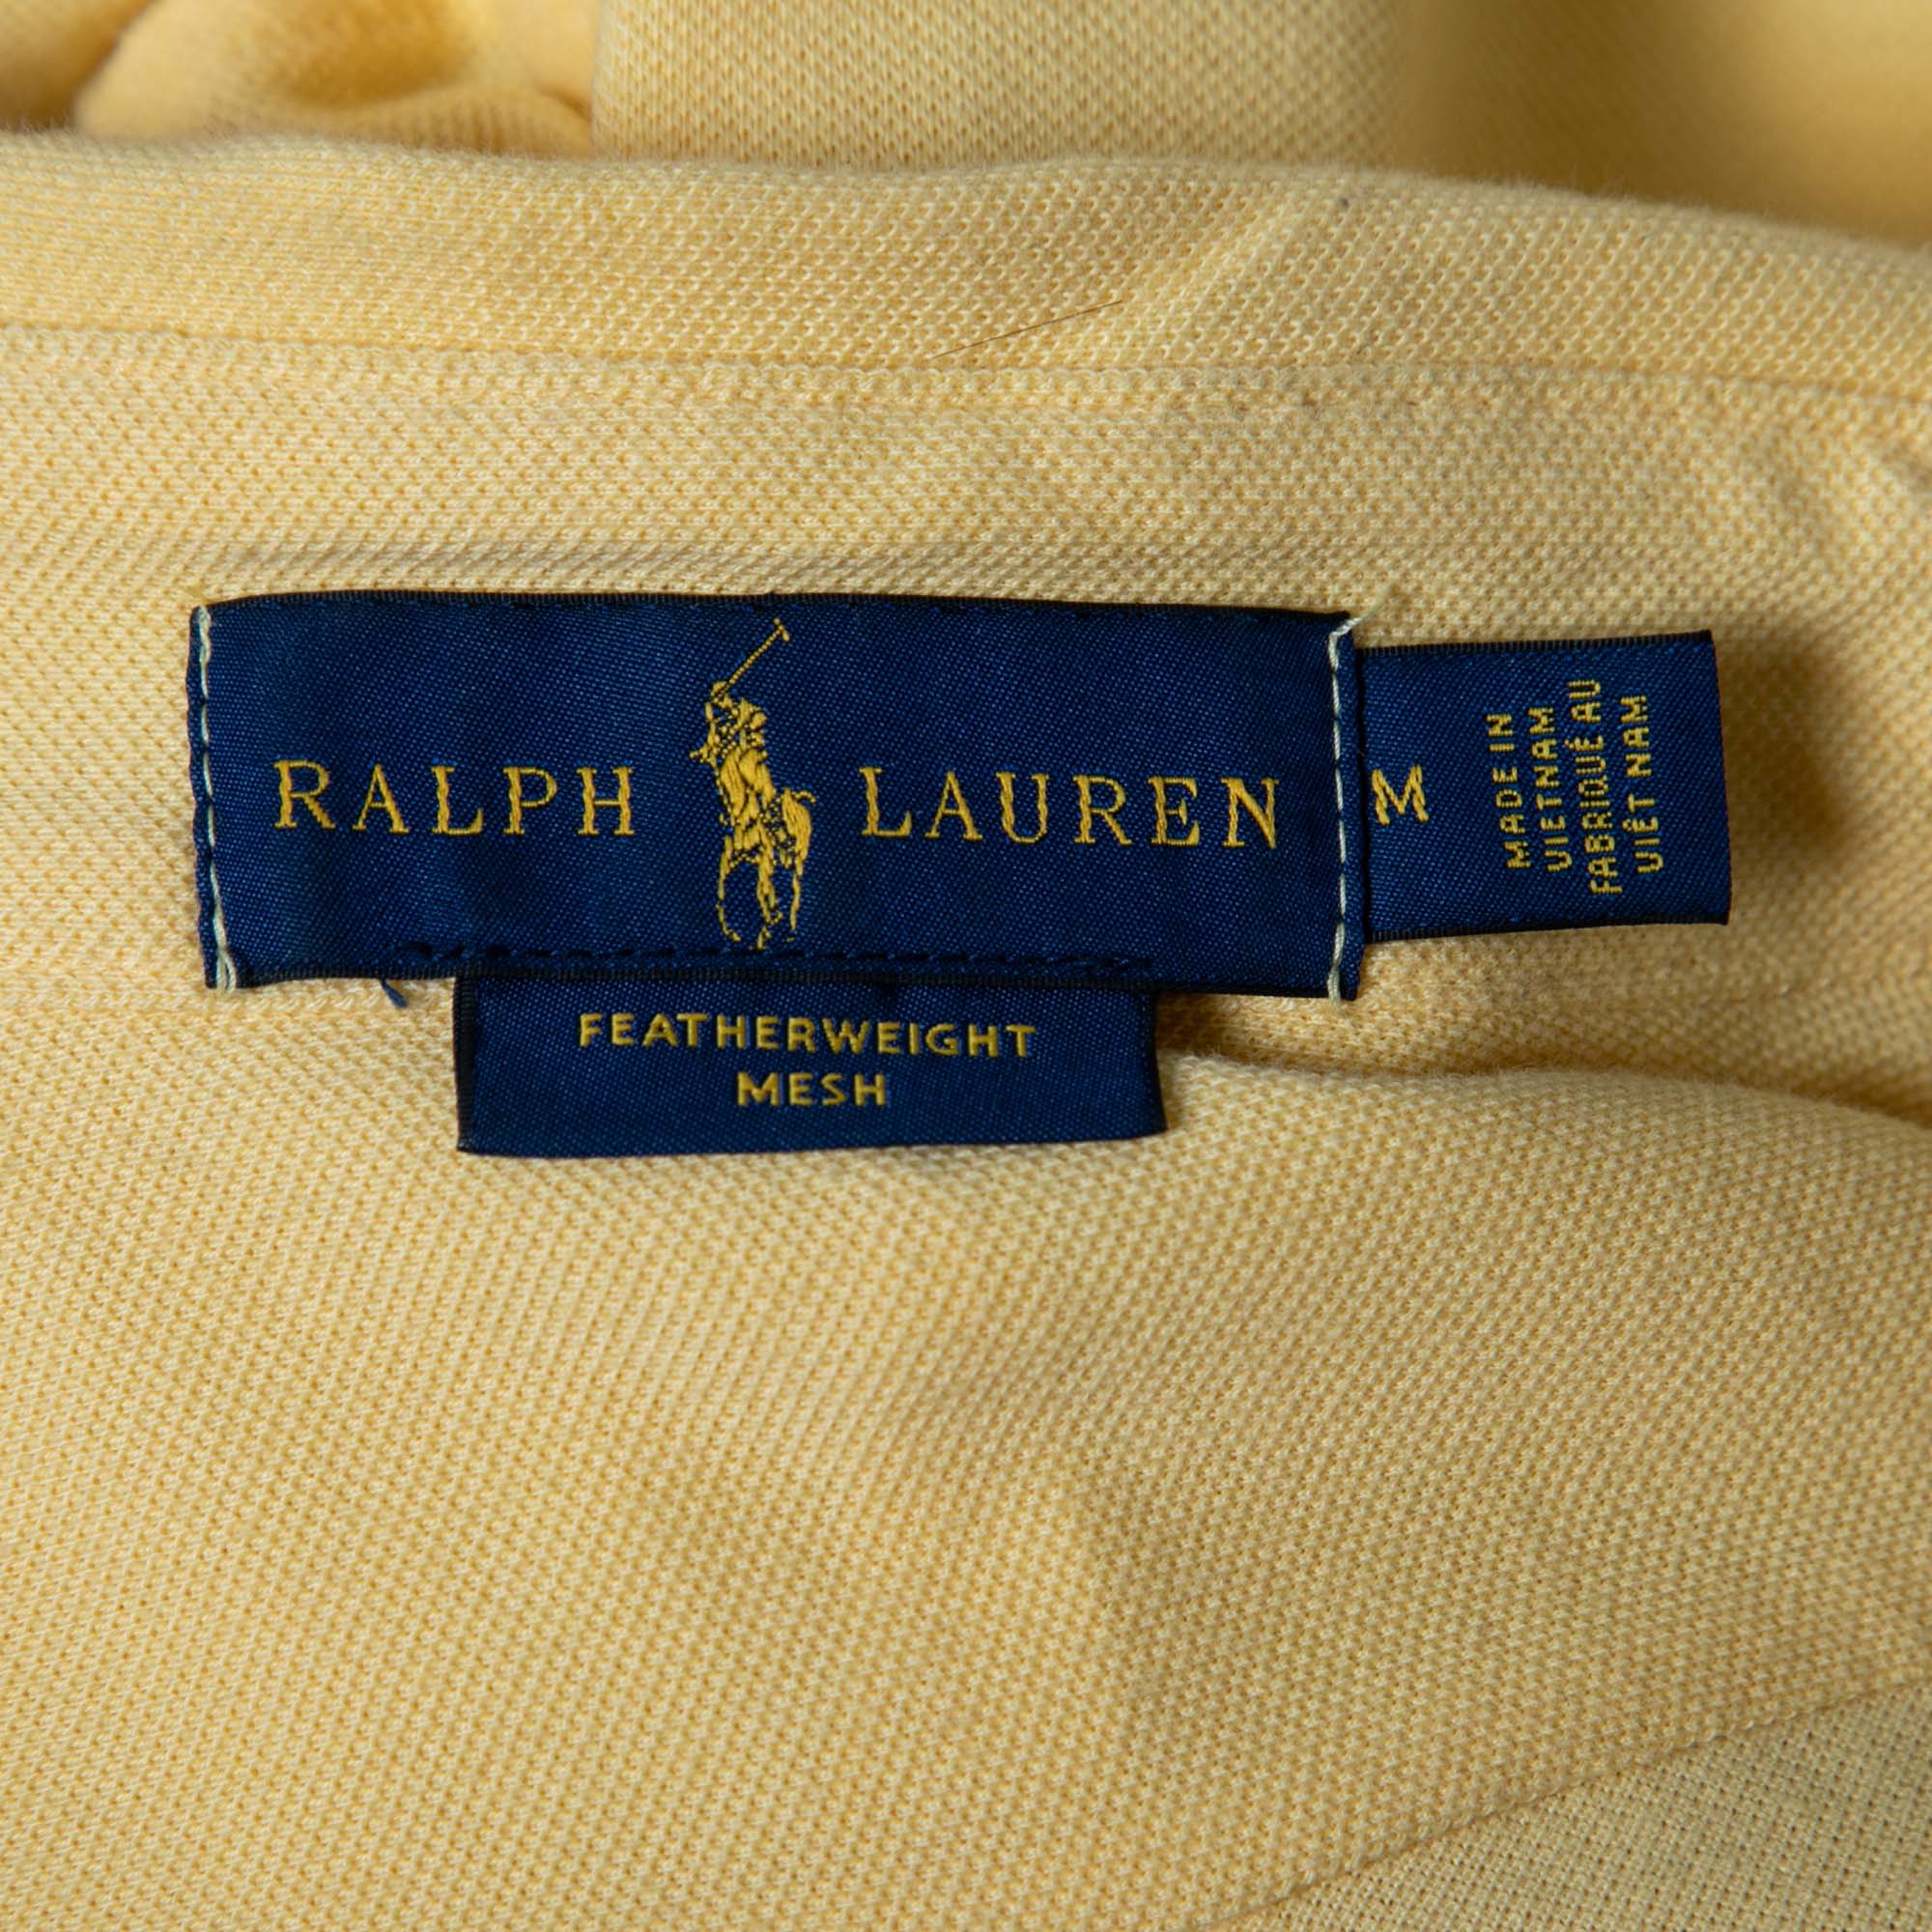 RALPH LAUREN
M
MADE IN
VIETNAM
FABRIQUÉ AU
VIÊT NAM
FEATHERWEIGHT
MESH